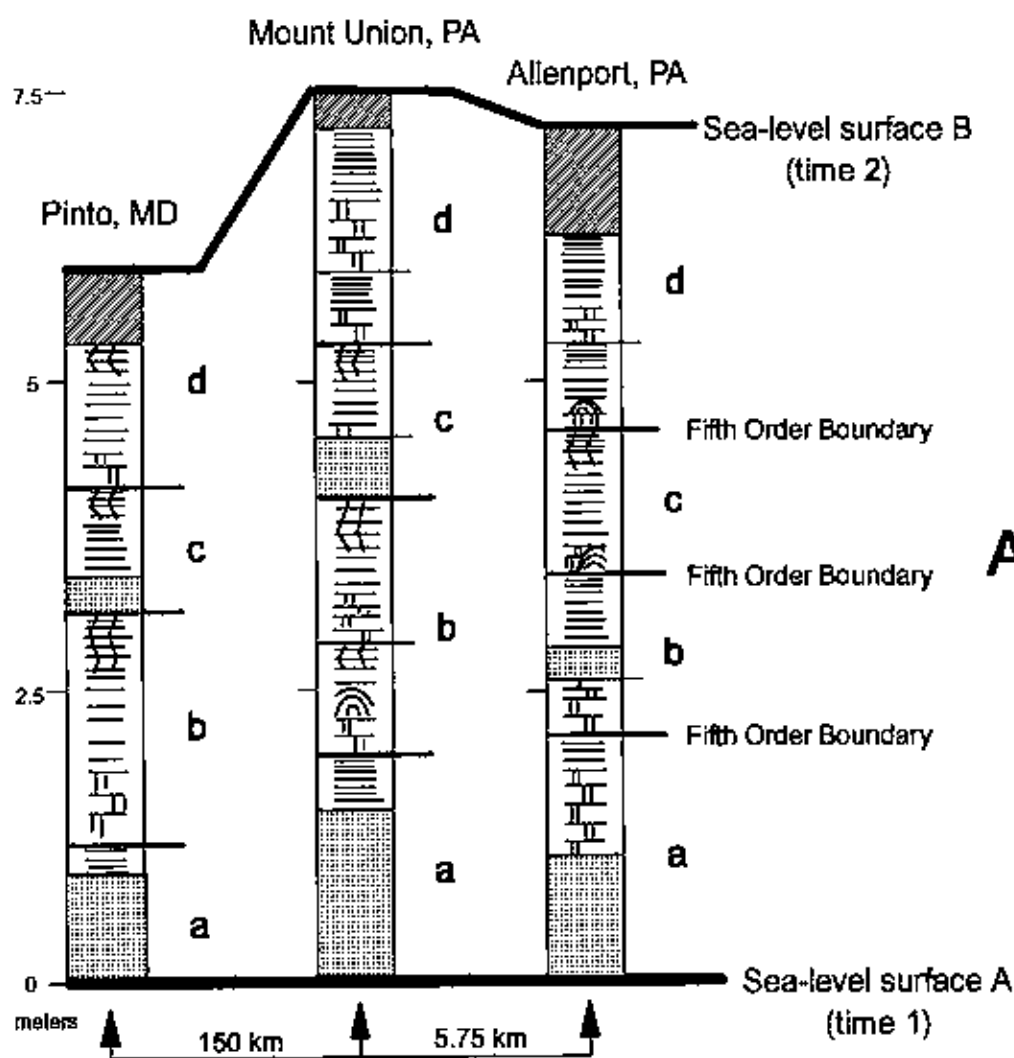 Mount Union, PA
Allenport, PA
7.5
Sea-level surface B
(time 2)
Pinto, MD
d
d
d
5
c
Fifth Order Boundary
c
c
A
Fifth Order Boundary
b
b
2.5
b
Fifth Order Boundary
a
a
a
0
Sea-level surface A
(time 1)
meters
150 km
5.75 km